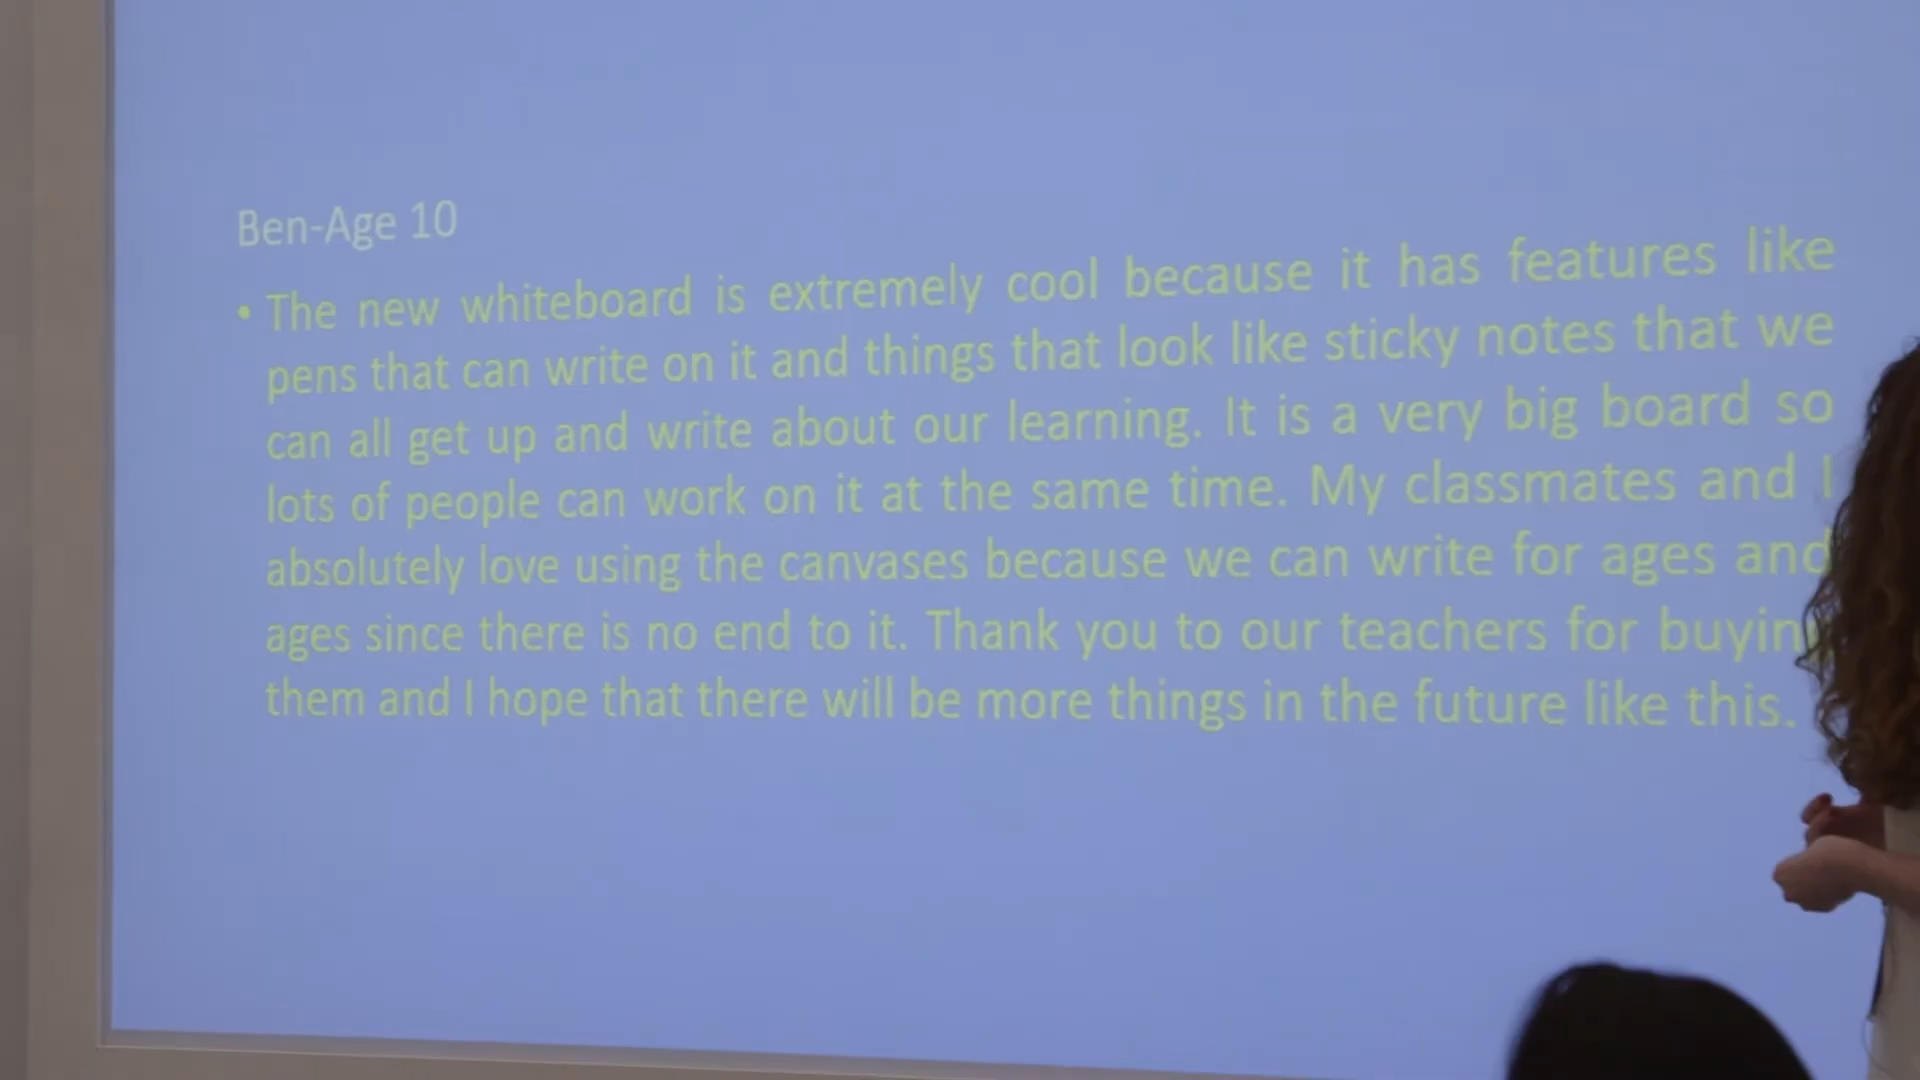 Ben-Age 10
• The new whiteboard is extremely cool because it has features like
pens that can write on it and things that look like sticky notes that we
can all get up and write about our learning. It is a very big board so
lots of people can work on it at the same time. My classmates and I
absolutely love using the canvases because we can write for ages and
ages since there is no end to it. Thank you to our teachers for buying
them and I hope that there will be more things in the future like this.